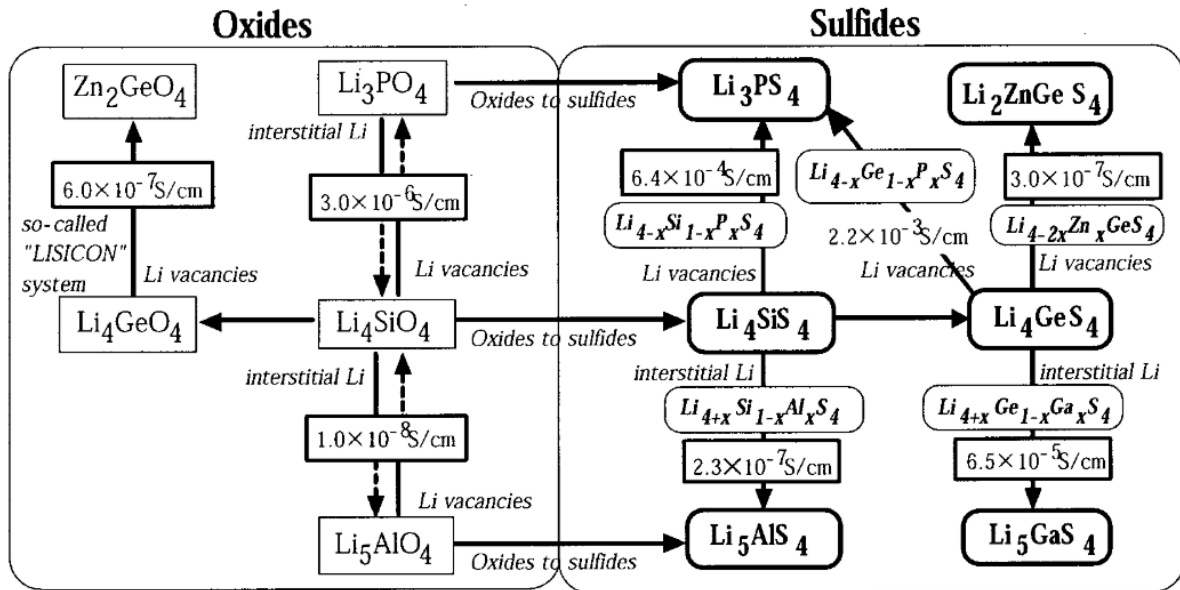 Oxides
Sulfides
Zn₂GeO₄
Li₃PO₄
Oxides to sulfides
Li₃PS₄
Li₂ZnGe S₄
interstitial Li
6.0×10⁻⁷S/cm
3.0×10⁻⁶S/cm
6.4×10⁻⁴S/cm
Li₄₋ₓGe₁₋ₓPₓS₄
3.0×10⁻⁷S/cm
so-called
"LISICON"
system
Li vacancies
Li vacancies
Li₄₋ₓSi₁₋ₓPₓS₄
Li vacancies
2.2×10⁻³S/cm
Li vacancies
Li₄₋₂ₓZnₓGeS₄
Li vacancies
Li₄GeO₄
Li₄SiO₄
Oxides to sulfides
Li₄SiS₄
Li₄GeS₄
interstitial Li
interstitial Li
interstitial Li
Li₄₊ₓSi₁₋ₓAlₓS₄
Li₄₊ₓGe₁₋ₓGaₓS₄
1.0×10⁻⁸S/cm
2.3×10⁻⁷S/cm
6.5×10⁻⁵S/cm
Li vacancies
Li₅AlO₄
Oxides to sulfides
Li₅AlS₄
Li₅GaS₄